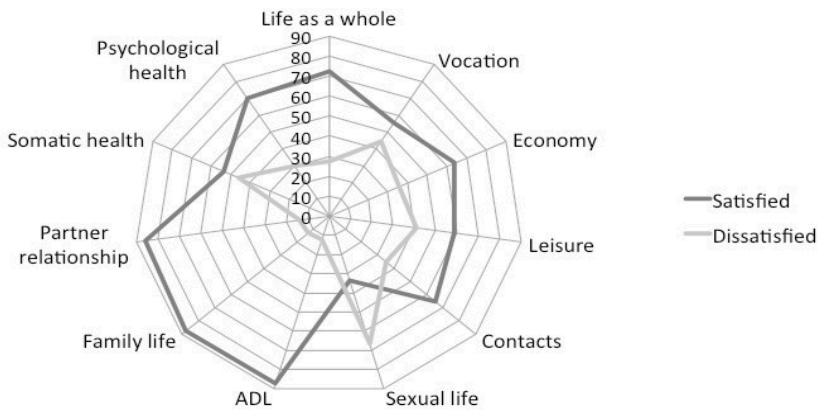 Life as a whole
90
80
70
60
50
40
30
20
10
0
Vocation
Economy
Leisure
Contacts
Sexual life
ADL
Family life
Partner
relationship
Somatic health
Psychological
health
Satisfied
Dissatisfied